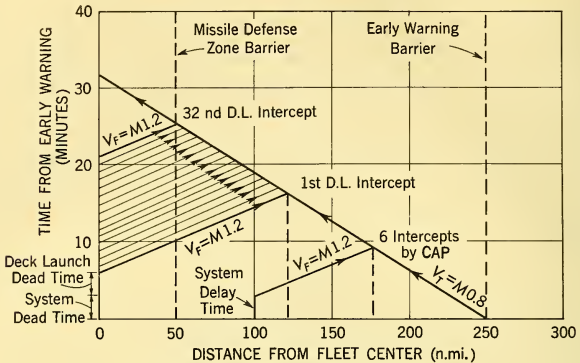 40
30
20
10
TIME FROM EARLY WARNING
(MINUTES)
Missile Defense
Zone Barrier
Early Warning
Barrier
32 nd D.L. Intercept
V_F=M1.2
1st D.L. Intercept
V_F=M1.2
6 Intercepts
by CAP
V_F=M1.2
V_T=M0.8
System
Delay
Time
Deck Launch
Dead Time
System
Dead Time
0
50
100
150
200
250
300
DISTANCE FROM FLEET CENTER (n.mi.)